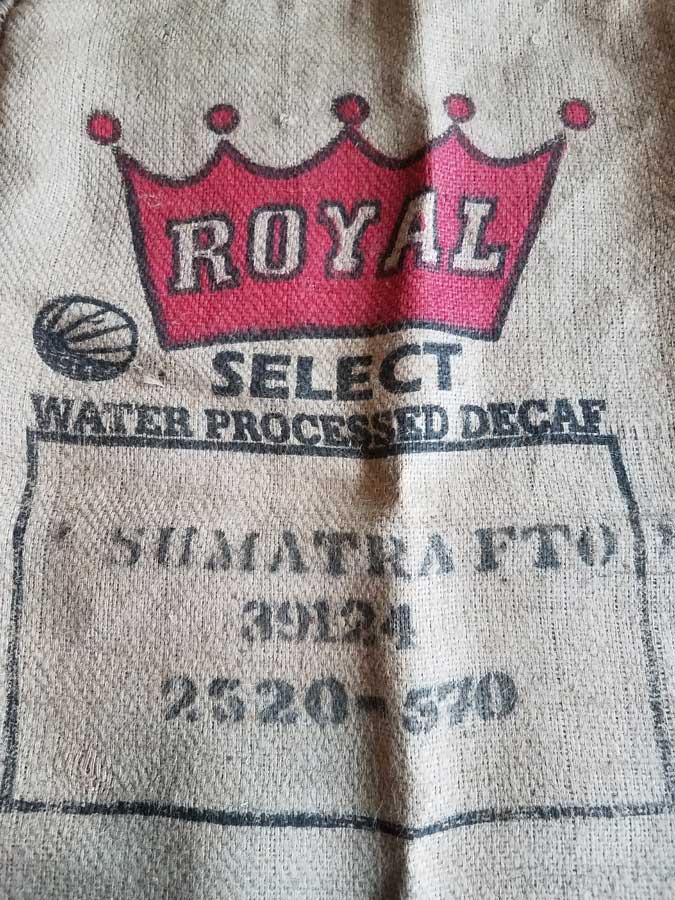 ROYAL
SELECT
WATER PROCESSED DECAF
SUMATRA FTO
39124
2520-570